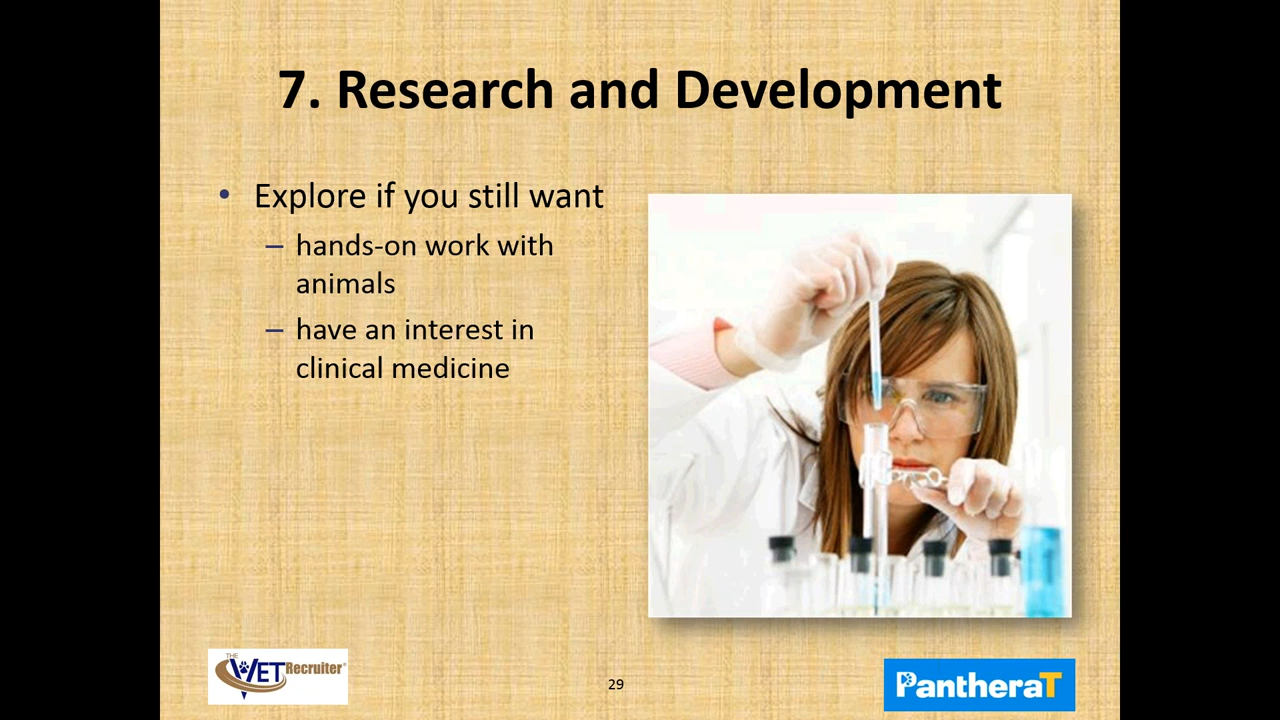 7. Research and Development
• Explore if you still want
– hands-on work with
animals
– have an interest in
clinical medicine
THE
VET Recruiter®
29
PantheraT